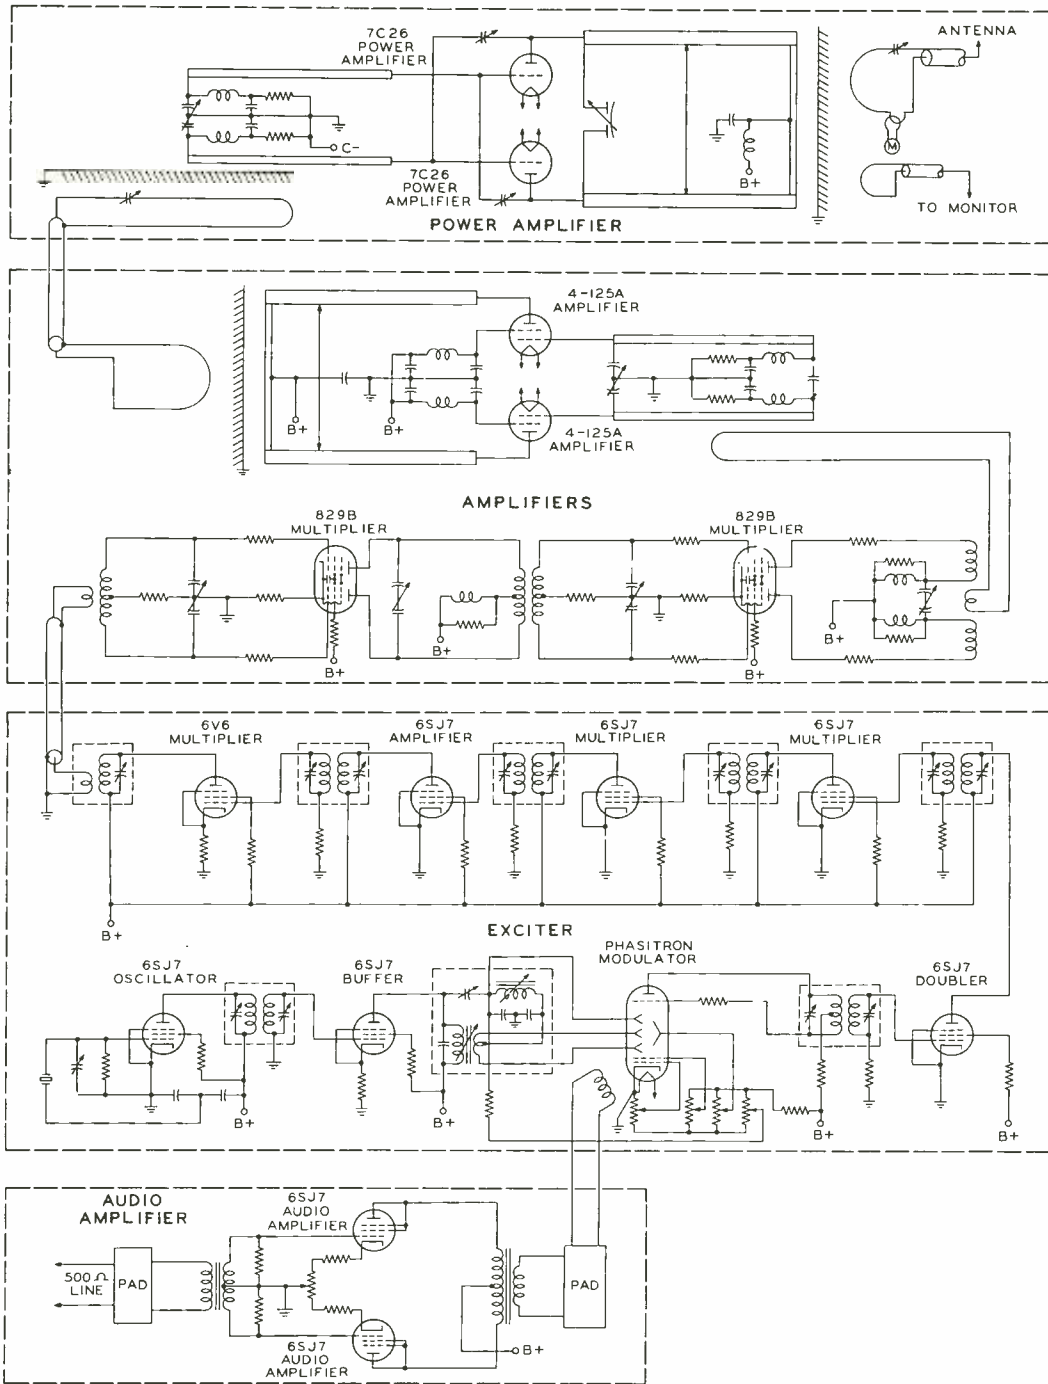 7C26
POWER
AMPLIFIER
ANTENNA
C-
M
B+
7C26
POWER
AMPLIFIER
TO MONITOR
POWER AMPLIFIER
4-125A
AMPLIFIER
B+
B+
4-125A
AMPLIFIER
AMPLIFIERS
829B
MULTIPLIER
829B
MULTIPLIER
B+
B+
B+
B+
6V6
MULTIPLIER
6SJ7
AMPLIFIER
6SJ7
MULTIPLIER
6SJ7
MULTIPLIER
B+
EXCITER
6SJ7
OSCILLATOR
6SJ7
BUFFER
PHASITRON
MODULATOR
6SJ7
DOUBLER
B+
B+
B+
B+
AUDIO
AMPLIFIER
6SJ7
AUDIO
AMPLIFIER
500Ω
LINE
PAD
PAD
6SJ7
AUDIO
AMPLIFIER
B+